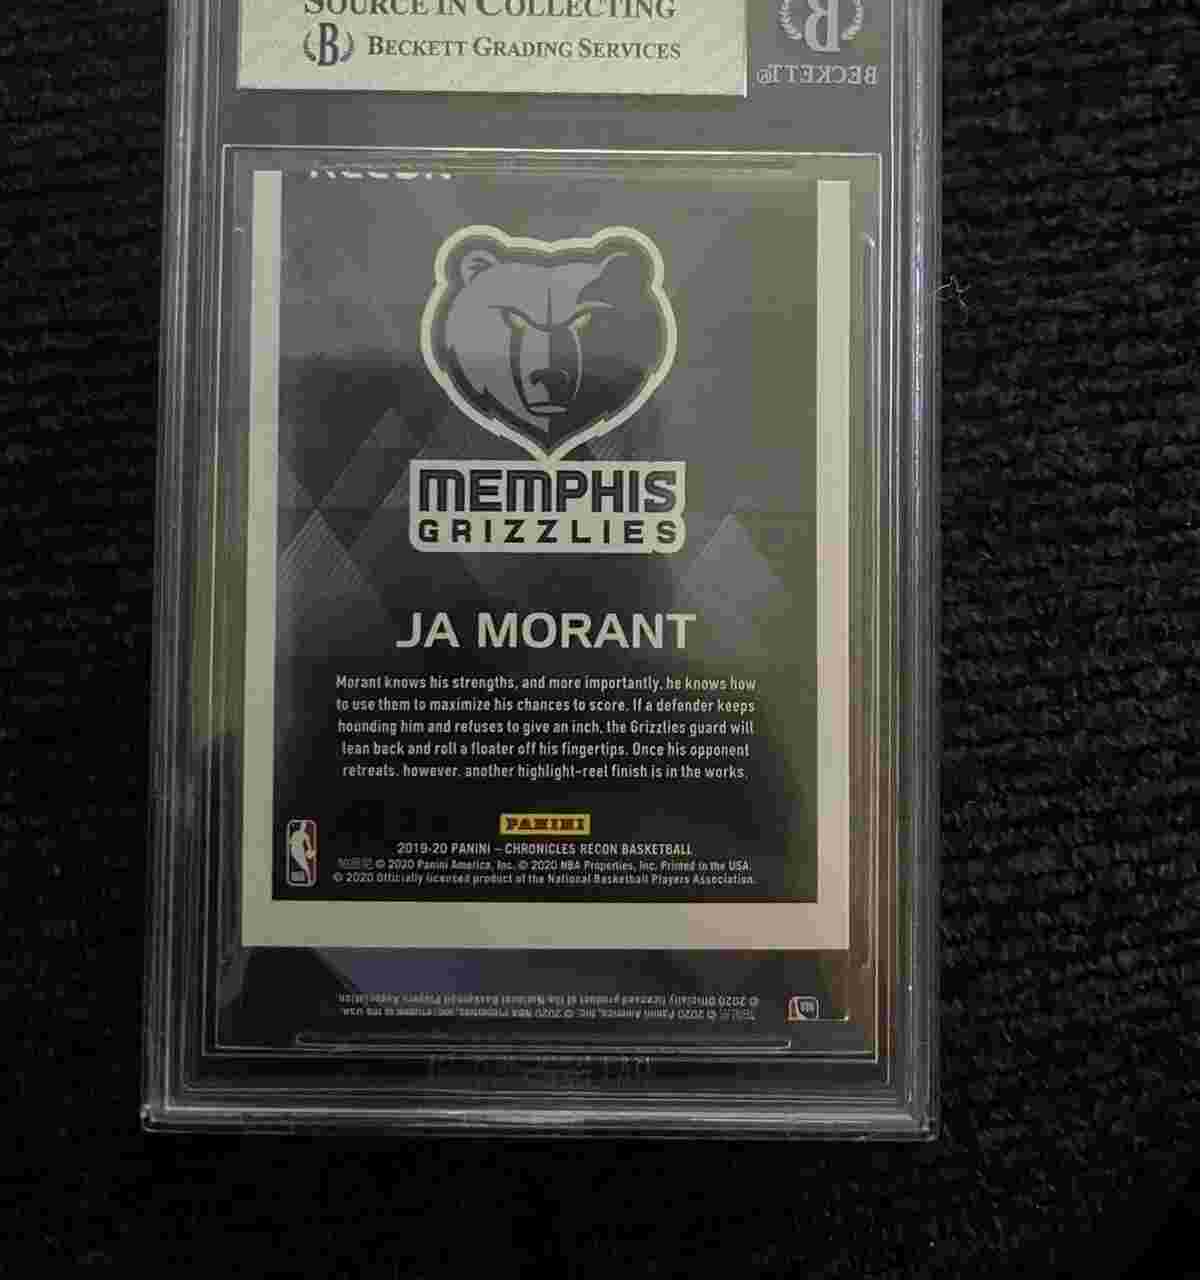 SOURCE IN COLLECTING
B BECKETT GRADING SERVICES
B
BECKETT
RECON
MEMPHIS
GRIZZLIES
JA MORANT
Morant knows his strengths, and more importantly, he knows how
to use them to maximize his chances to score. If a defender keeps
hounding him and refuses to give an inch, the Grizzlies guard will
lean back and roll a floater off his fingertips. Once his opponent
retreats, however, another highlight-reel finish is in the works.
PANINI
2019-20 PANINI – CHRONICLES RECON BASKETBALL
© 2020 Panini America, Inc. © 2020 NBA Properties, Inc. Printed in the USA.
© 2020 Officially licensed product of the National Basketball Players Association.